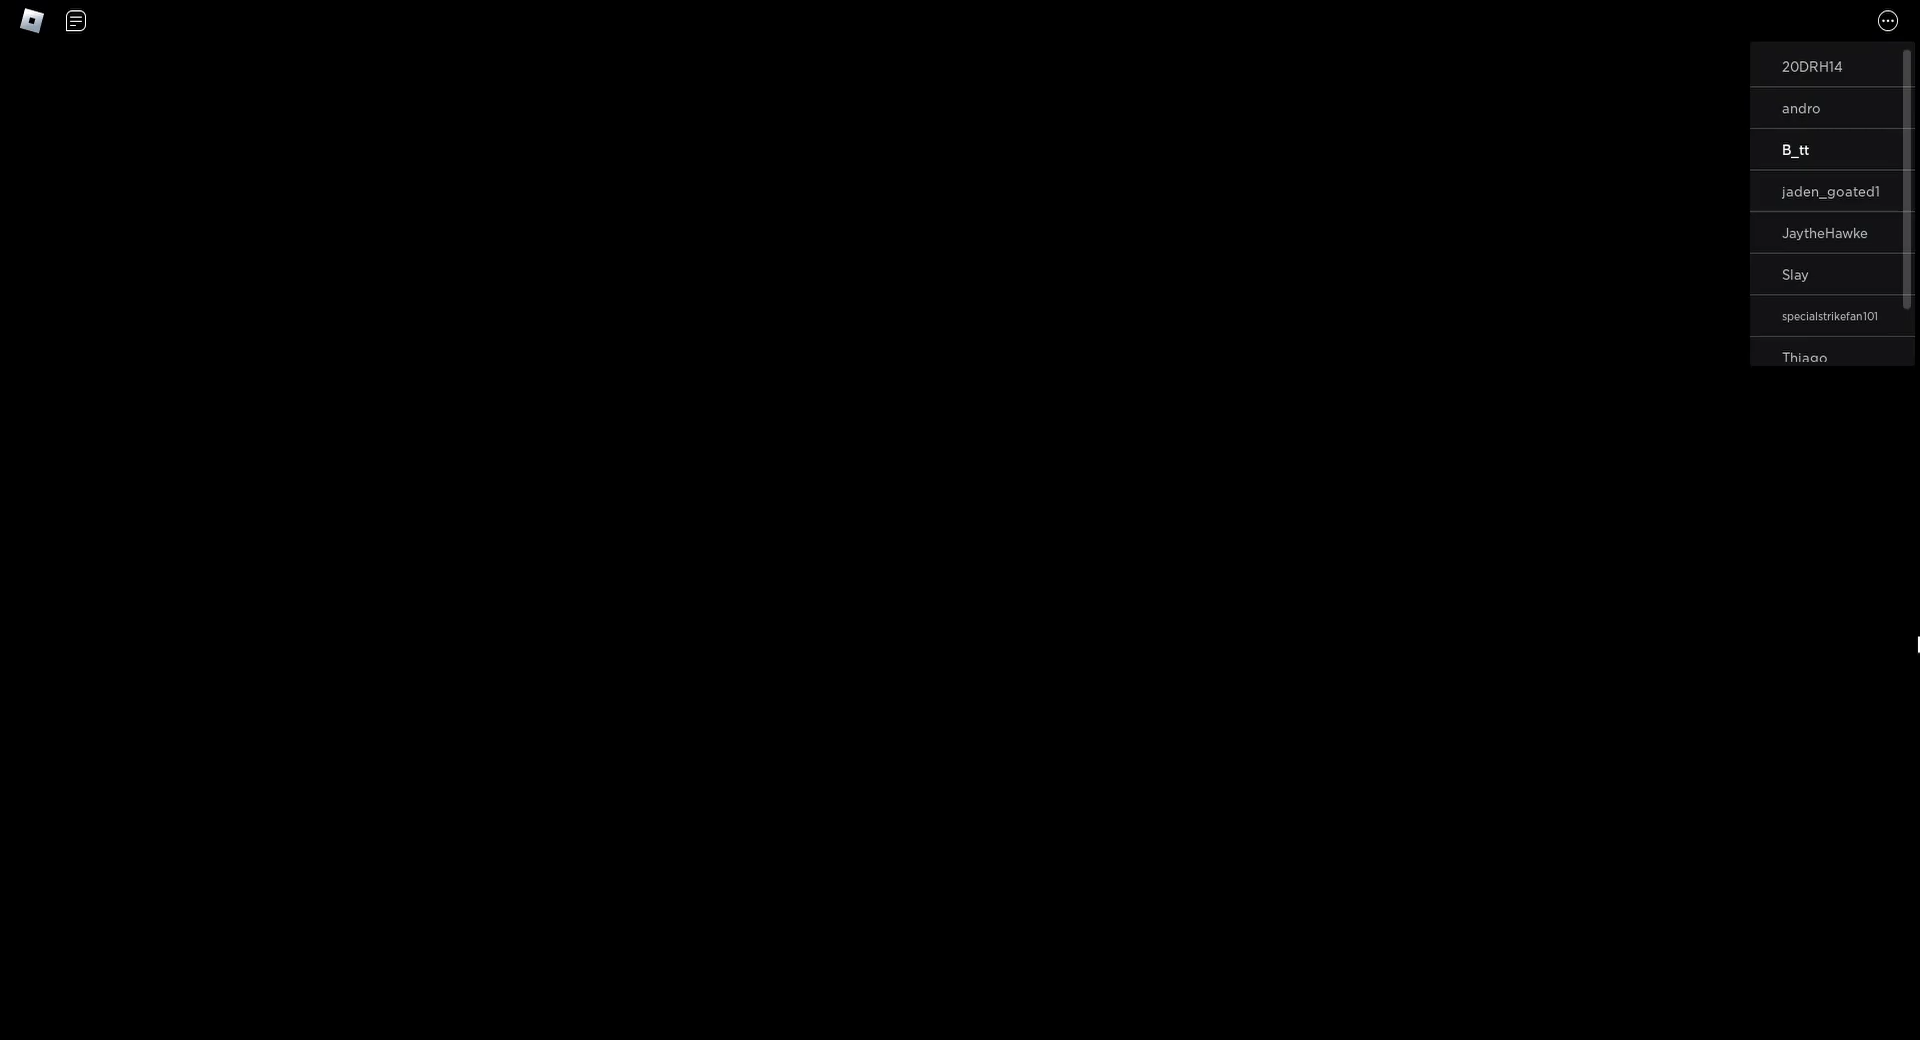 20DRH14
andro
B_tt
jaden_goated1
JaytheHawke
Slay
specialstrikefan101
Thiago